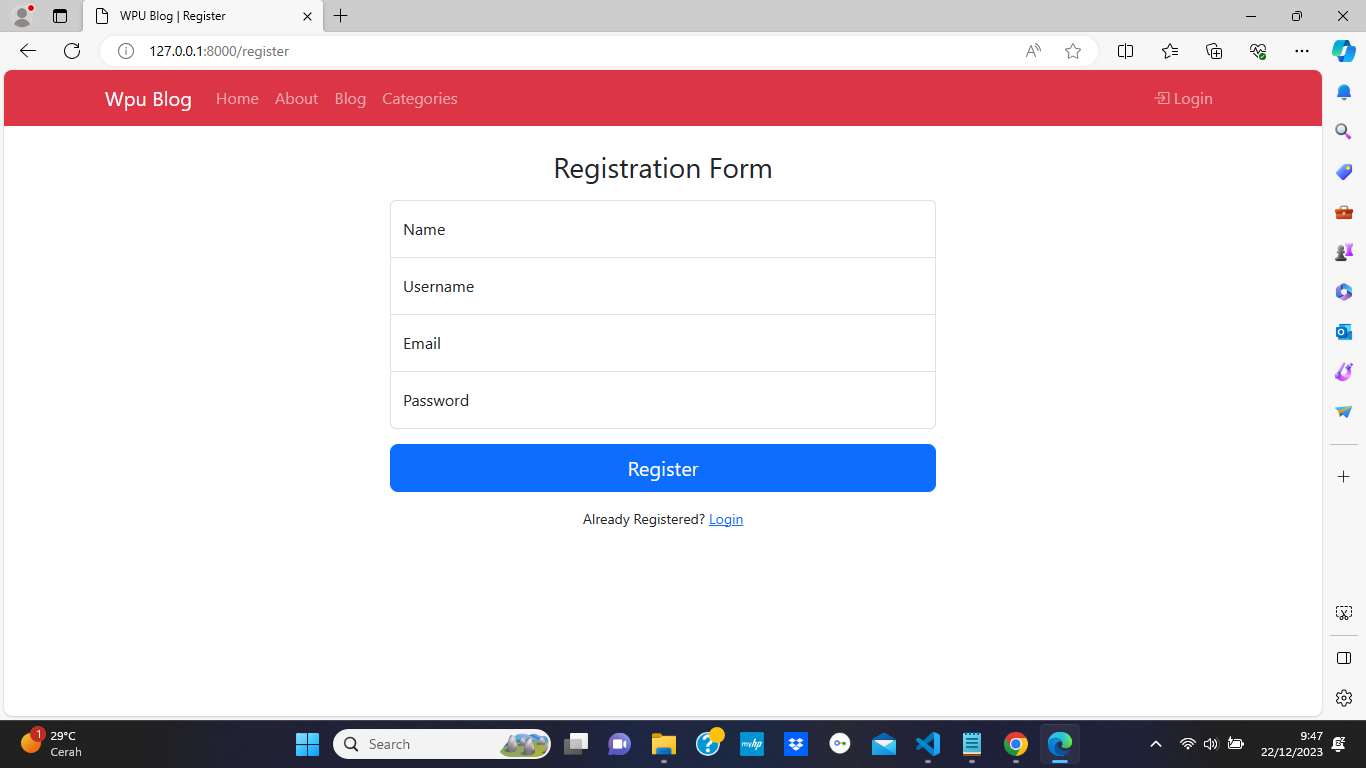 WPU Blog | Register
127.0.0.1:8000/register
Wpu Blog Home About Blog Categories Login
Registration Form
Name
Username
Email
Password
Register
Already Registered? Login
1
29°C
Cerah
Search
myhp
9:47
22/12/2023